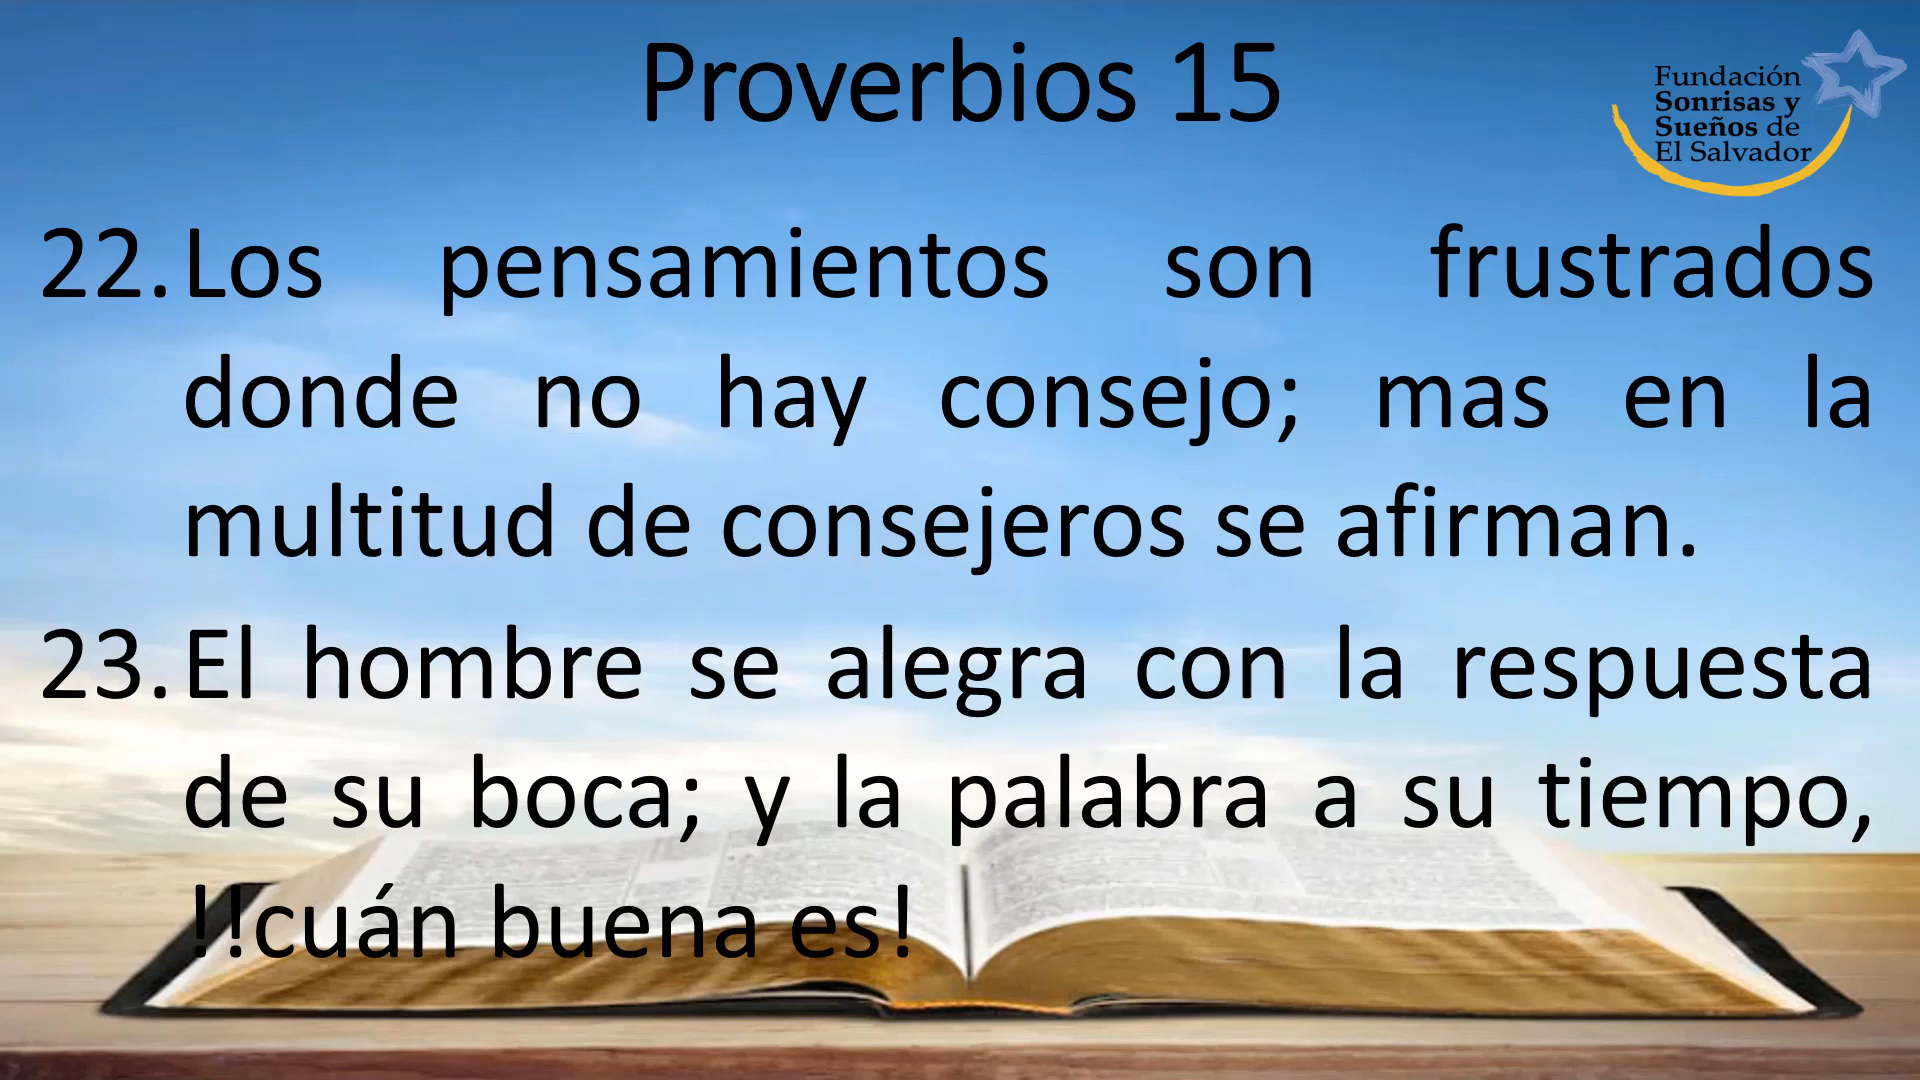 Proverbios 15
Fundación
Sonrisas y
Sueños de
El Salvador
22. Los pensamientos son frustrados
donde no hay consejo; mas en la
multitud de consejeros se afirman.
23. El hombre se alegra con la respuesta
de su boca; y la palabra a su tiempo,
!!cuán buena es!